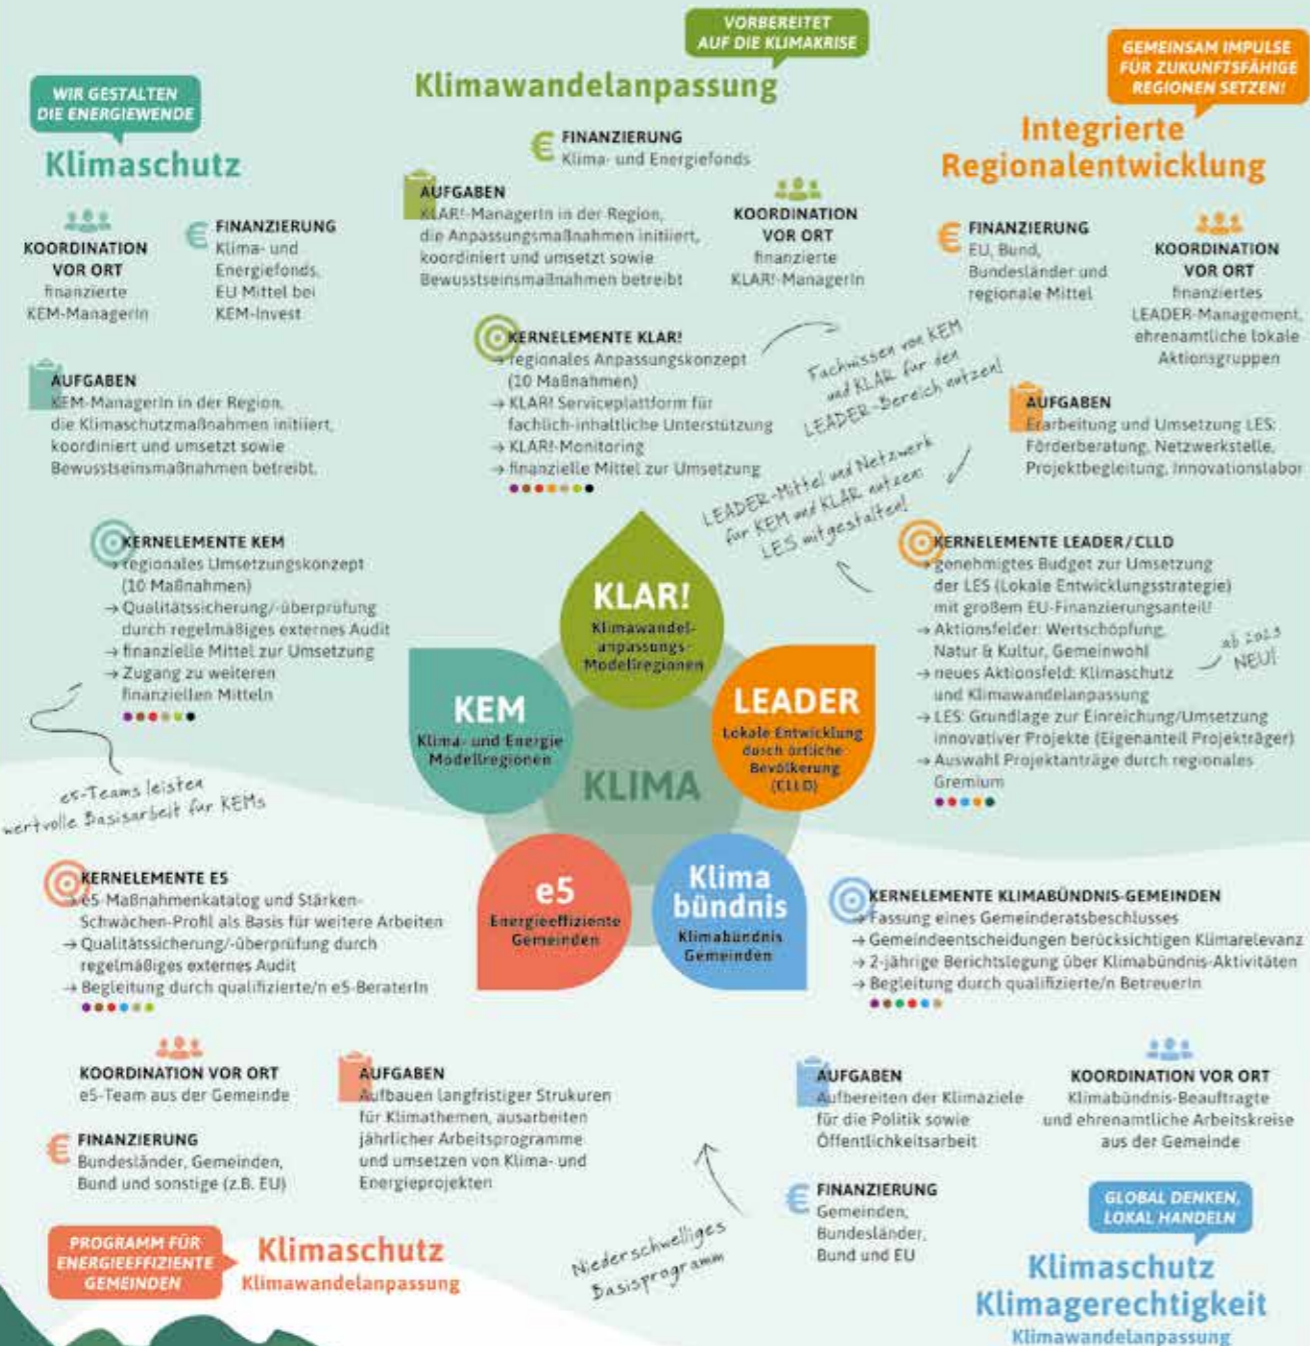 VORBEREITET
AUF DIE KLIMAKRISE
Klimawandelanpassung
€ FINANZIERUNG
Klima- und Energiefonds
AUFGABEN
KLAR!-ManagerIn in der Region,
die Anpassungsmaßnahmen initiiert,
koordiniert und umsetzt sowie
Bewusstseinsmaßnahmen betreibt
KOORDINATION
VOR ORT
finanzierte
KLAR!-ManagerIn
KERNELEMENTE KLAR!
→ regionales Anpassungskonzept
(10 Maßnahmen)
→ KLAR! Serviceplattform für
fachlich-inhaltliche Unterstützung
→ KLAR!-Monitoring
→ finanzielle Mittel zur Umsetzung
WIR GESTALTEN
DIE ENERGIEWENDE
Klimaschutz
KOORDINATION
VOR ORT
finanzierte
KEM-ManagerIn
€ FINANZIERUNG
Klima- und
Energiefonds,
EU Mittel bei
KEM-Invest
AUFGABEN
KEM-ManagerIn in der Region,
die Klimaschutzmaßnahmen initiiert,
koordiniert und umsetzt sowie
Bewusstseinsmaßnahmen betreibt.
KERNELEMENTE KEM
→ regionales Umsetzungskonzept
(10 Maßnahmen)
→ Qualitätssicherung/-überprüfung
durch regelmäßiges externes Audit
→ finanzielle Mittel zur Umsetzung
→ Zugang zu weiteren
finanziellen Mitteln
e5-Teams leisten
wertvolle Basisarbeit für KEMs
GEMEINSAM IMPULSE
FÜR ZUKUNFTSFÄHIGE
REGIONEN SETZEN!
Integrierte
Regionalentwicklung
€ FINANZIERUNG
EU, Bund,
Bundesländer und
regionale Mittel
KOORDINATION
VOR ORT
finanziertes
LEADER-Management,
ehrenamtliche lokale
Aktionsgruppen
AUFGABEN
Erarbeitung und Umsetzung LES:
Förderberatung, Netzwerkstelle,
Projektbegleitung, Innovationslabor
Fachwissen von KEM
und KLAR für den
LEADER-Bereich nutzen!
LEADER-Mittel und Netzwerk
für KEM und KLAR nutzen:
LES mitgestalten!
KERNELEMENTE LEADER/CLLD
→ genehmigtes Budget zur Umsetzung
der LES (Lokale Entwicklungsstrategie)
mit großem EU-Finanzierungsanteil!
→ Aktionsfelder: Wertschöpfung,
Natur & Kultur, Gemeinwohl
→ neues Aktionsfeld: Klimaschutz
und Klimawandelanpassung
→ LES: Grundlage zur Einreichung/Umsetzung
innovativer Projekte (Eigenanteil Projektträger)
→ Auswahl Projektanträge durch regionales
Gremium
ab 2023
NEU!
KLAR!
Klimawandel-
anpassungs-
Modellregionen
KEM
Klima- und Energie
Modellregionen
LEADER
Lokale Entwicklung
durch örtliche
Bevölkerung
(CLLD)
KLIMA
e5
Energieeffiziente
Gemeinden
Klima
bündnis
Klimabündnis
Gemeinden
KERNELEMENTE E5
→ e5-Maßnahmenkatalog und Stärken-
Schwächen-Profil als Basis für weitere Arbeiten
→ Qualitätssicherung/-überprüfung durch
regelmäßiges externes Audit
→ Begleitung durch qualifizierte/n e5-BeraterIn
KOORDINATION VOR ORT
e5-Team aus der Gemeinde
€ FINANZIERUNG
Bundesländer, Gemeinden,
Bund und sonstige (z.B. EU)
AUFGABEN
Aufbauen langfristiger Strukuren
für Klimathemen, ausarbeiten
jährlicher Arbeitsprogramme
und umsetzen von Klima- und
Energieprojekten
PROGRAMM FÜR
ENERGIEEFFIZIENTE
GEMEINDEN
Klimaschutz
Klimawandelanpassung
KERNELEMENTE KLIMABÜNDNIS-GEMEINDEN
→ Fassung eines Gemeinderatsbeschlusses
→ Gemeindeentscheidungen berücksichtigen Klimarelevanz
→ 2-jährige Berichtslegung über Klimabündnis-Aktivitäten
→ Begleitung durch qualifizierte/n BetreuerIn
AUFGABEN
Aufbereiten der Klimaziele
für die Politik sowie
Öffentlichkeitsarbeit
KOORDINATION VOR ORT
Klimabündnis-Beauftragte
und ehrenamtliche Arbeitskreise
aus der Gemeinde
€ FINANZIERUNG
Gemeinden,
Bundesländer,
Bund und EU
Niederschwelliges
Basisprogramm
GLOBAL DENKEN,
LOKAL HANDELN
Klimaschutz
Klimagerechtigkeit
Klimawandelanpassung